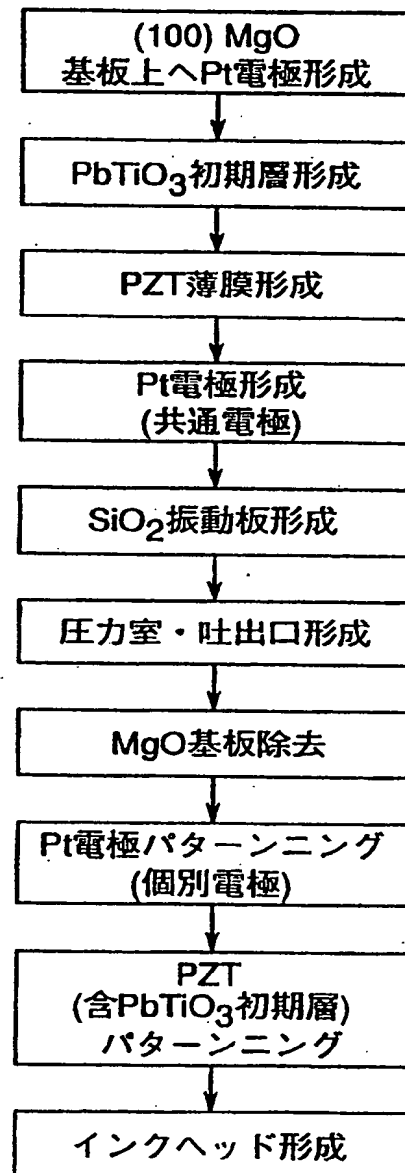 (100) MgO
基板上へPt電極形成
PbTiO₃初期層形成
PZT薄膜形成
Pt電極形成
(共通電極)
SiO₂振動板形成
圧力室・吐出口形成
MgO基板除去
Pt電極パターンニング
(個別電極)
PZT
(含PbTiO₃初期層)
パターンニング
インクヘッド形成